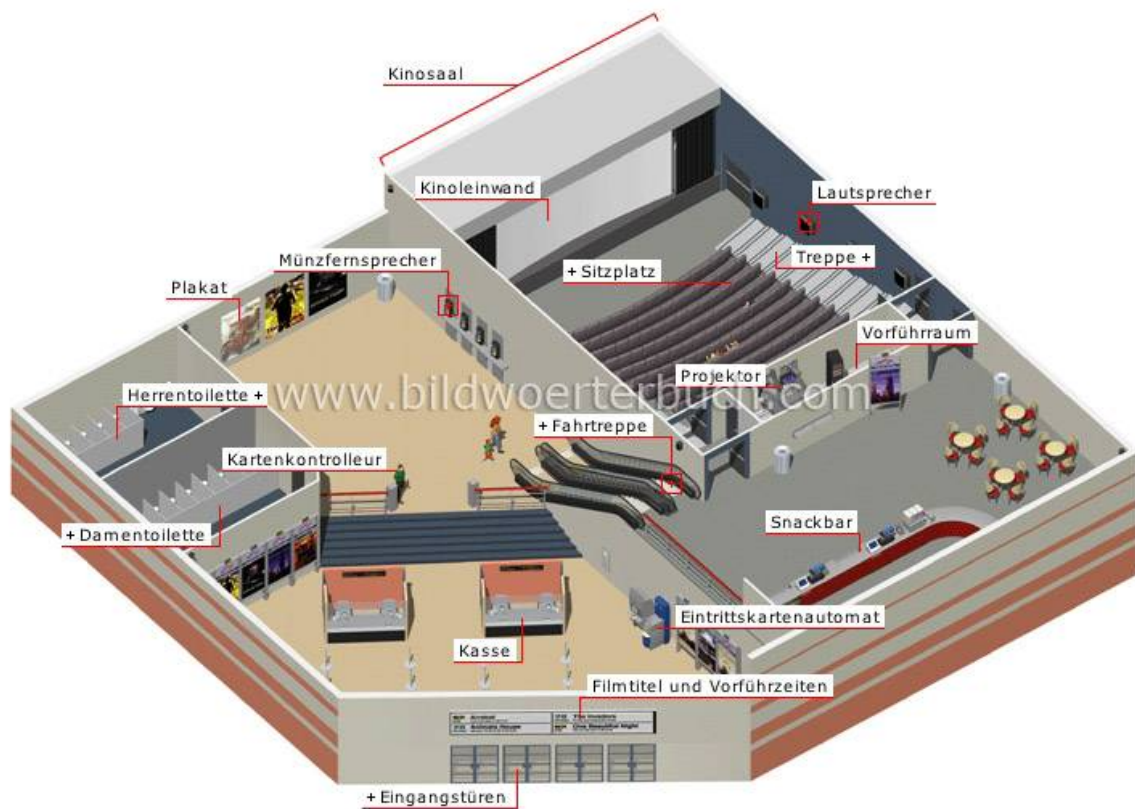 Kinosaal
Kinoleinwand
Lautsprecher
Münzfernsprecher
+ Sitzplatz
Treppe +
Plakat
Vorführraum
Projektor
www.bildwoerterbuch.com
Herrentoilette +
+ Fahrtreppe
Kartenkontrolleur
Snackbar
+ Damentoilette
Eintrittskartenautomat
Kasse
Filmtitel und Vorführzeiten
+ Eingangstüren